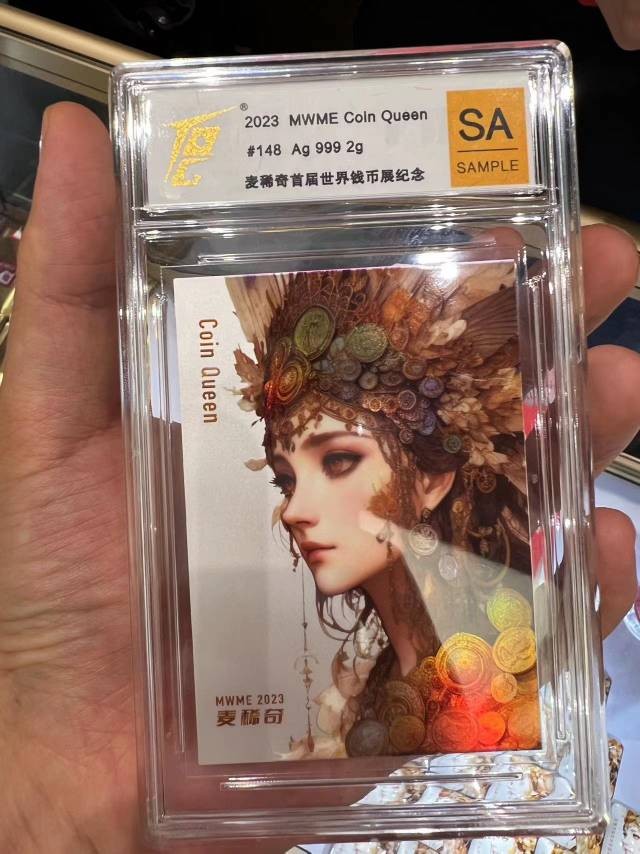 2023 MWME Coin Queen
#148 Ag 999 2g
麦稀奇首届世界钱币展纪念
SA
SAMPLE
Coin Queen
MWME 2023
麦稀奇